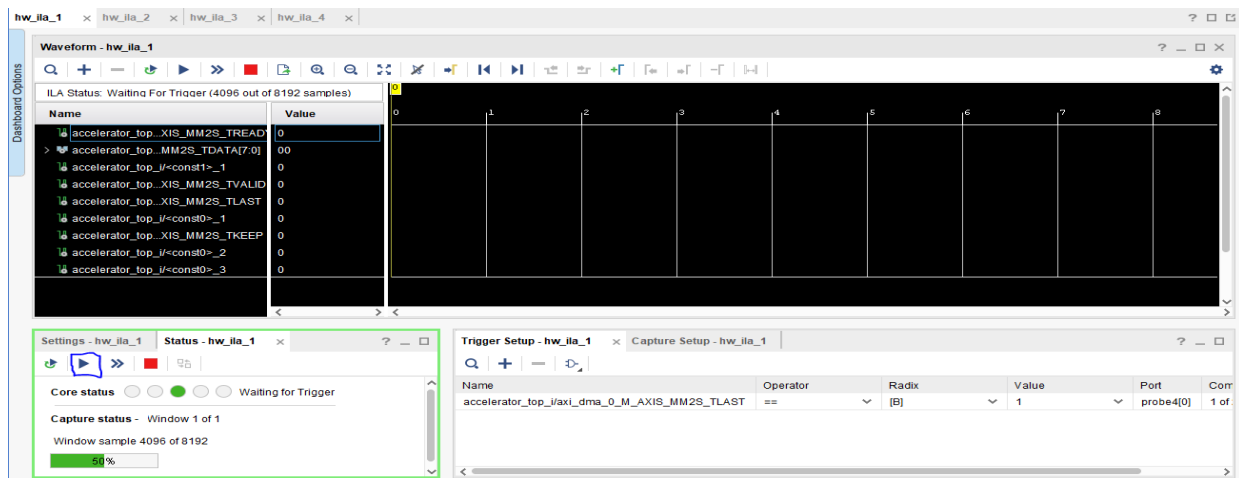 hw_ila_1 × hw_ila_2 × hw_ila_3 × hw_ila_4 × ?
Dashboard Options
Waveform - hw_ila_1 ? _ ×
ILA Status: Waiting For Trigger (4096 out of 8192 samples) 0
Name Value 0 1 2 3 4 5 6 7 8
accelerator_top...XIS_MM2S_TREADY 0
> accelerator_top...MM2S_TDATA[7:0] 00
accelerator_top_i/<const1>_1 0
accelerator_top...XIS_MM2S_TVALID 0
accelerator_top...XIS_MM2S_TLAST 0
accelerator_top_i/<const0>_1 0
accelerator_top...XIS_MM2S_TKEEP 0
accelerator_top_i/<const0>_2 0
accelerator_top_i/<const0>_3 0
Settings - hw_ila_1 Status - hw_ila_1 × ? _
Core status Waiting for Trigger
Capture status - Window 1 of 1
Window sample 4096 of 8192
50%
Trigger Setup - hw_ila_1 × Capture Setup - hw_ila_1 ? _
Name Operator Radix Value Port Com
accelerator_top_i/axi_dma_0_M_AXIS_MM2S_TLAST == [B] 1 probe4[0] 1 of